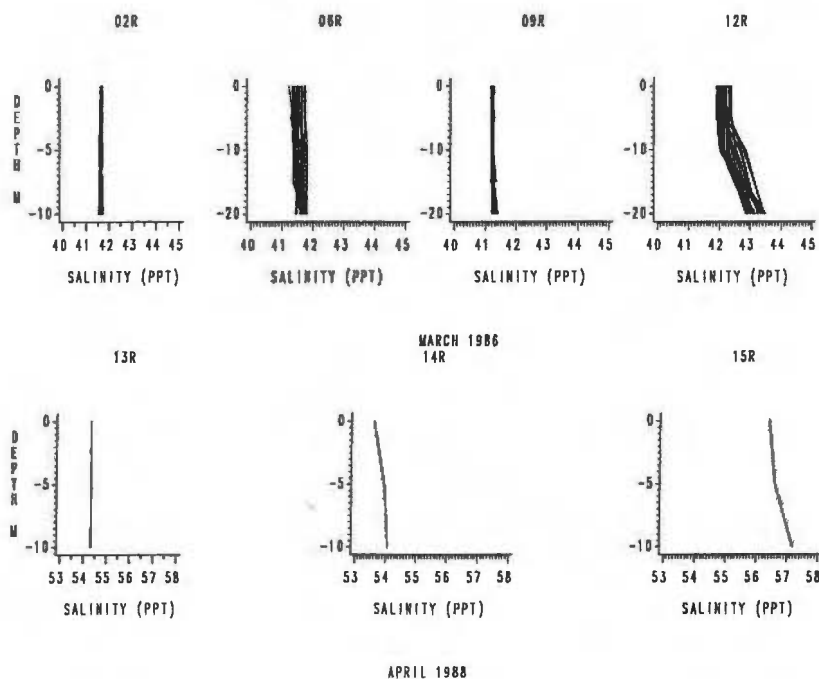 02R 06R 09R 12R
DEPTH M
0 0 0 0
-5 -10 -10 -10
-10 -20 -20 -20
40 41 42 43 44 45 40 41 42 43 44 45 40 41 42 43 44 45 40 41 42 43 44 45
SALINITY (PPT) SALINITY (PPT) SALINITY (PPT) SALINITY (PPT)
MARCH 1986
13R 14R 15R
DEPTH M
0 0 0
-5 -5 -5
-10 -10 -10
53 54 55 56 57 58 53 54 55 56 57 58 53 54 55 56 57 58
SALINITY (PPT) SALINITY (PPT) SALINITY (PPT)
APRIL 1988